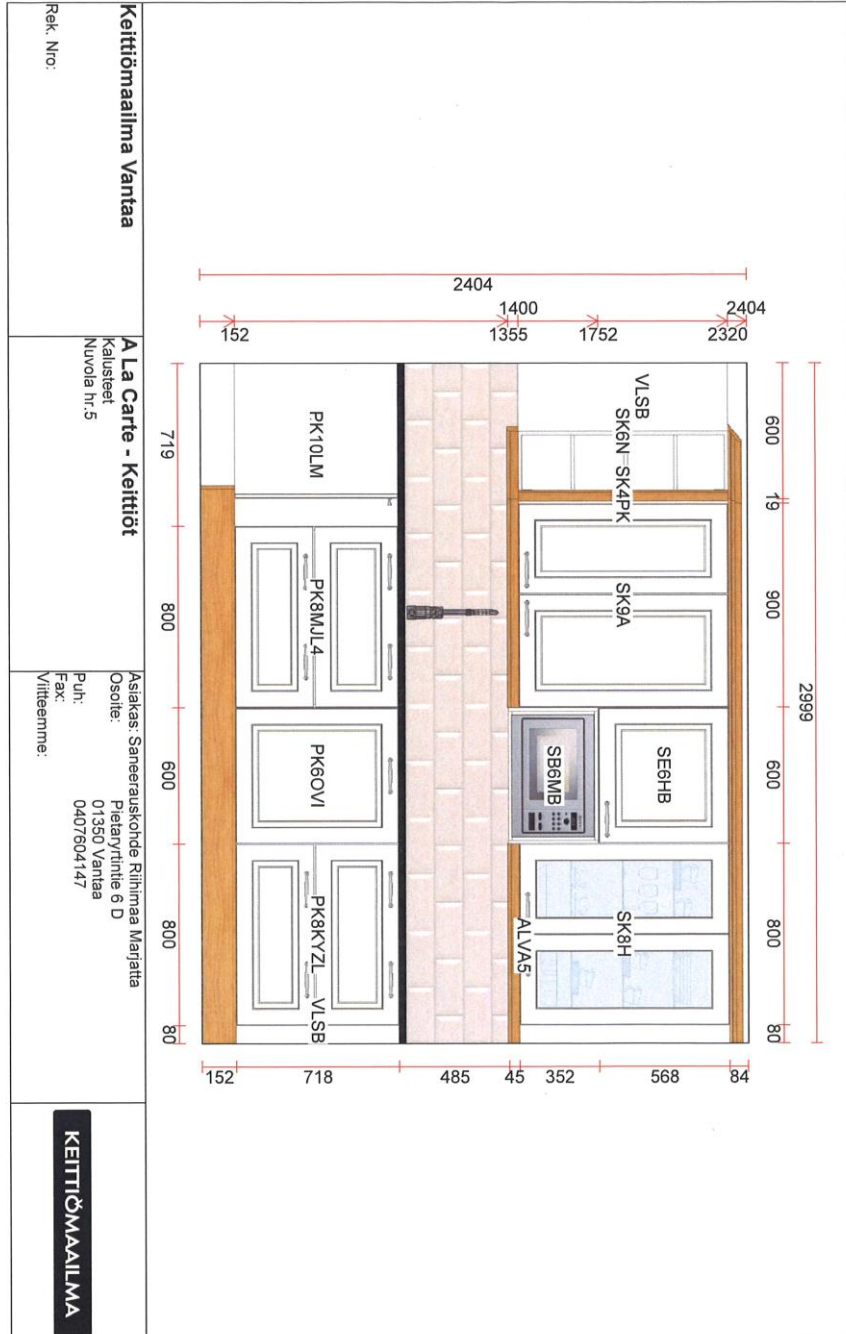 2999
600
19
900
600
800
80
2404
2404
2320
1752
1400
1355
152
VLSB
SK6N
SK4PK
SK9A
SE6HB
SB6MB
SK8H
ALVA5
PK10LM
PK8MJL4
PK6OVI
PK8KYZL
VLSB
84
568
352
45
485
718
152
719
800
600
800
80
Keittiömaailma Vantaa
Rek. Nro:
A La Carte - Keittiöt
Kalusteet
Nuvola hr.5
Asiakas: Saneerauskohde Riihimaa Marjatta
Osoite: Pietaryrtintie 6 D
01350 Vantaa
Puh: 0407604147
Fax:
Viitteemme:
KEITTIÖMAAILMA